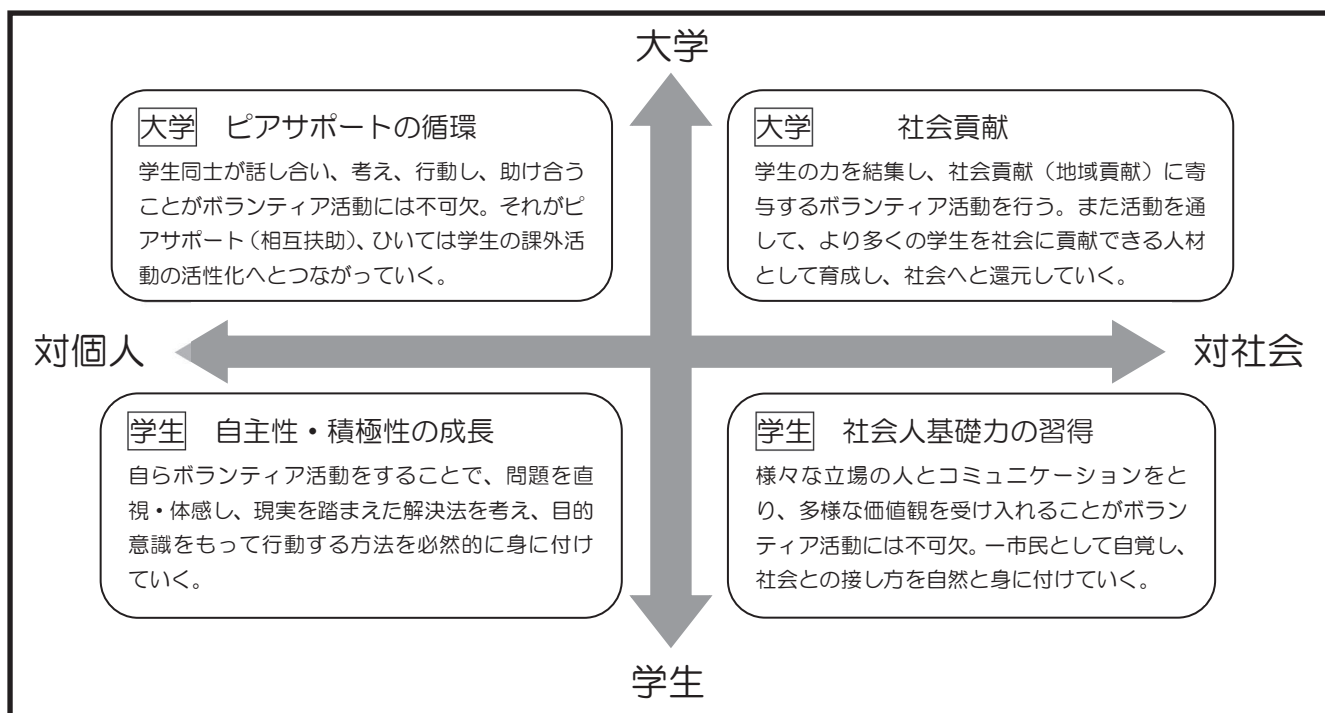 大学
大学 ピアサポートの循環
学生同士が話し合い、考え、行動し、助け合う
ことがボランティア活動には不可欠。それがピ
アサポート(相互扶助)、ひいては学生の課外活
動の活性化へとつながっていく。
大学 社会貢献
学生の力を結集し、社会貢献(地域貢献)に寄
与するボランティア活動を行う。また活動を通
して、より多くの学生を社会に貢献できる人材
として育成し、社会へと還元していく。
対個人
対社会
学生 自主性・積極性の成長
自らボランティア活動をすることで、問題を直
視・体感し、現実を踏まえた解決法を考え、目的
意識をもって行動する方法を必然的に身に付け
ていく。
学生 社会人基礎力の習得
様々な立場の人とコミュニケーションをと
り、多様な価値観を受け入れることがボラン
ティア活動には不可欠。一市民として自覚し、
社会との接し方を自然と身に付けていく。
学生